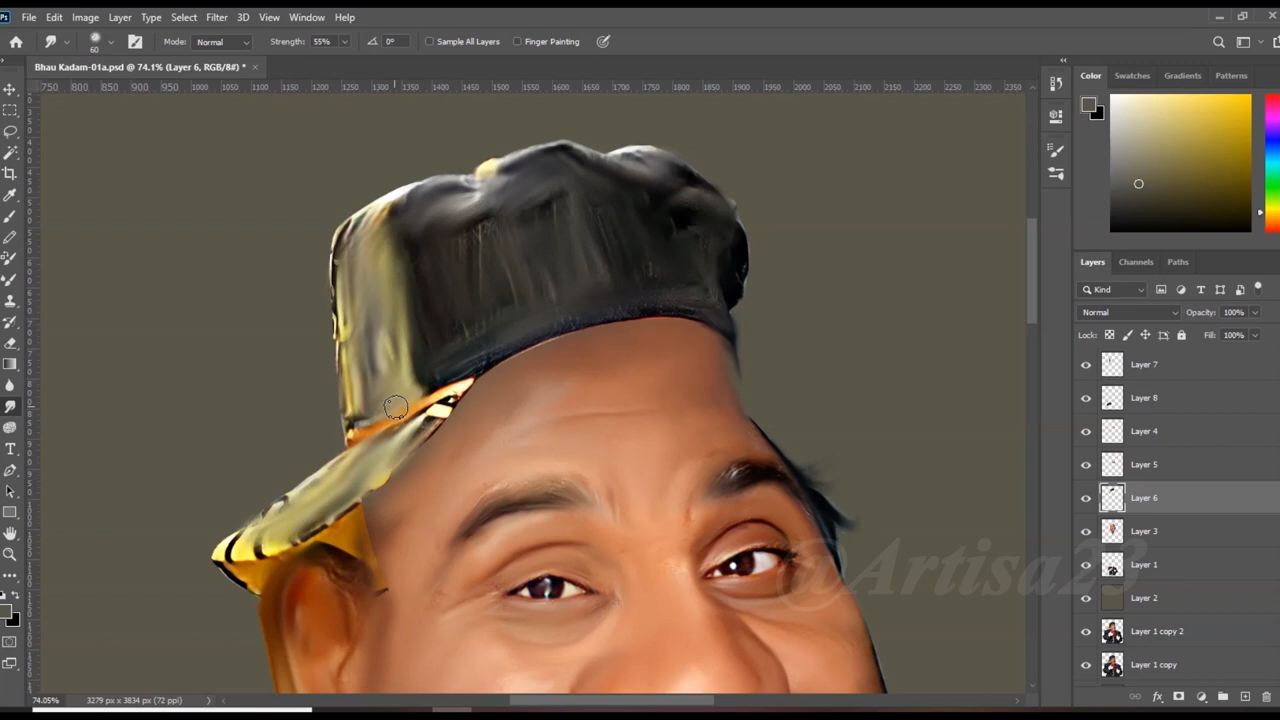 Ps File Edit Image Layer Type Select Filter 3D View Window Help
60 Mode: Normal Strength: 55% 0° Sample All Layers Finger Painting
Bhau Kadam-01a.psd @ 74.1% (Layer 6, RGB/8#) * ×
750 800 850 900 950 1000 1050 1100 1150 1200 1250 1300 1350 1400 1450 1500 1550 1600 1650 1700 1750 1800 1850 1900 1950 2000 2050 2100 2150 2200 2250 2300 2350
Color Swatches Gradients Patterns
Layers Channels Paths
Kind
Normal Opacity: 100%
Lock: Fill: 100%
Layer 7
Layer 8
Layer 4
Layer 5
Layer 6
Layer 3
Layer 1
Layer 2
Layer 1 copy 2
Layer 1 copy
@Artisa23
74.05% 3279 px x 3834 px (72 ppi)